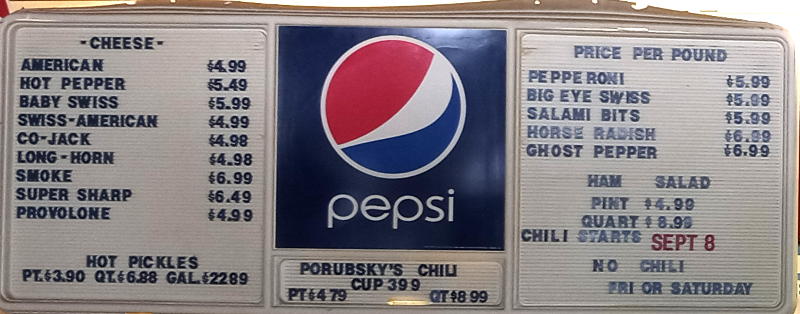 -CHEESE-
AMERICAN $4.99
HOT PEPPER $5.49
BABY SWISS $5.99
SWISS-AMERICAN $4.99
CO-JACK $4.98
LONG-HORN $4.98
SMOKE $6.99
SUPER SHARP $6.49
PROVOLONE $4.99
HOT PICKLES
PT.$3.90 QT.$6.88 GAL.$2289
pepsi
PORUBSKY'S CHILI
CUP 399
PT$479 QT$899
PRICE PER POUND
PEPPERONI $5.99
BIG EYE SWISS $5.99
SALAMI BITS $5.99
HORSE RADISH $6.99
GHOST PEPPER $6.99
HAM SALAD
PINT $4.99
QUART $8.99
CHILI STARTS SEPT 8
NO CHILI
FRI OR SATURDAY